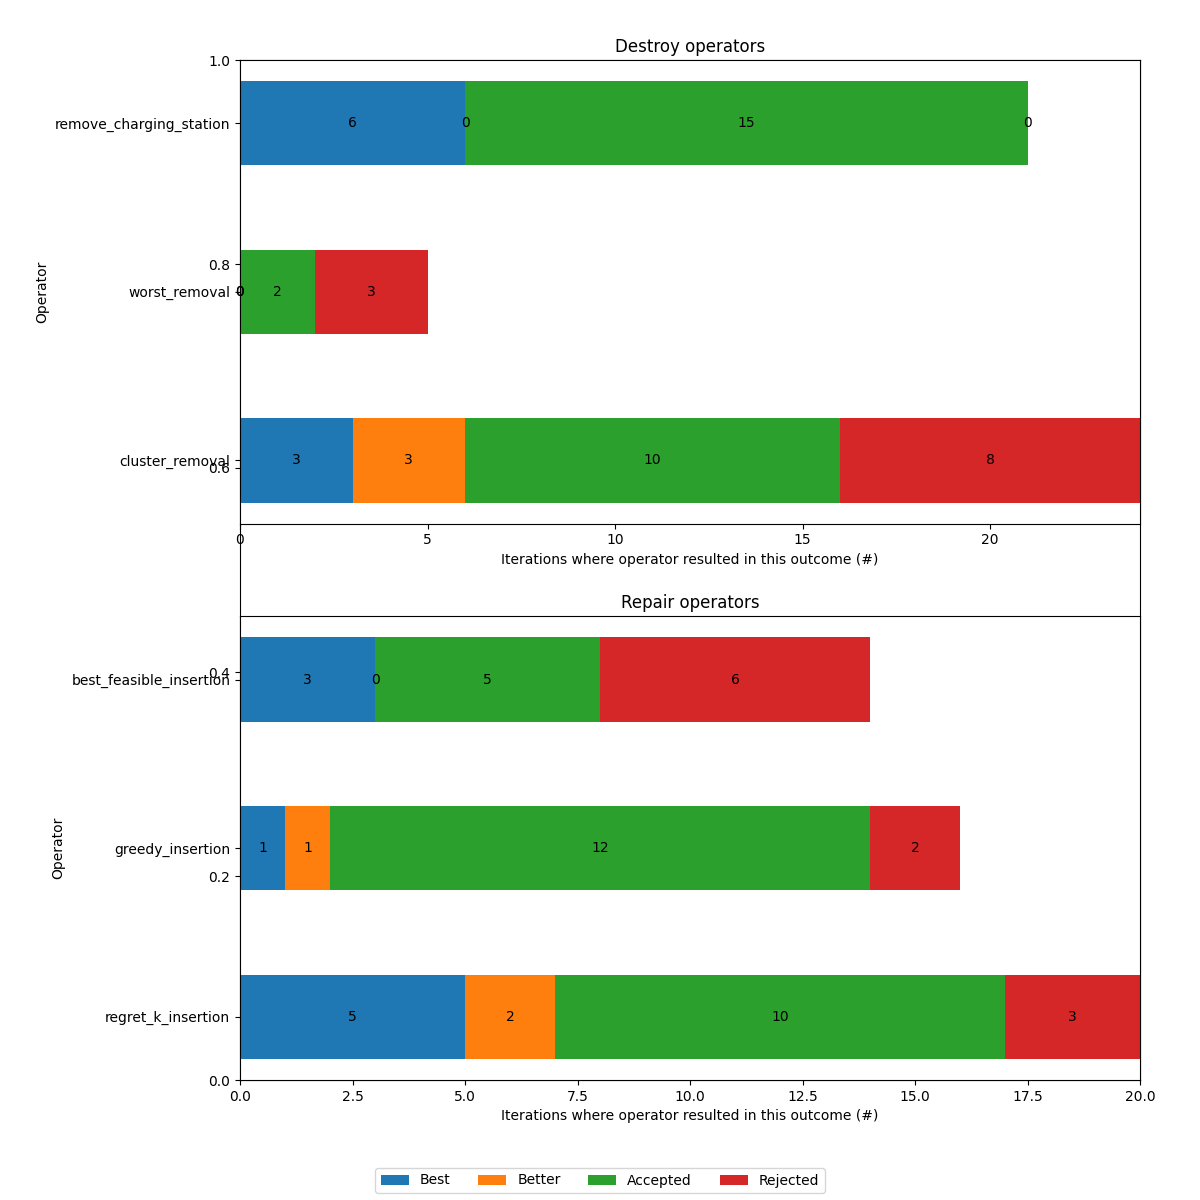 Destroy operators
1.0
remove_charging_station 6 0 15 0
0.8
worst_removal 0 2 3
Operator
cluster_removal 3 3 10 8
0.6
0 5 10 15 20
Iterations where operator resulted in this outcome (#)
Repair operators
0.4
best_feasible_insertion 3 0 5 6
greedy_insertion 1 1 12 2
Operator
0.2
regret_k_insertion 5 2 10 3
0.0
0.0 2.5 5.0 7.5 10.0 12.5 15.0 17.5 20.0
Iterations where operator resulted in this outcome (#)
Best Better Accepted Rejected